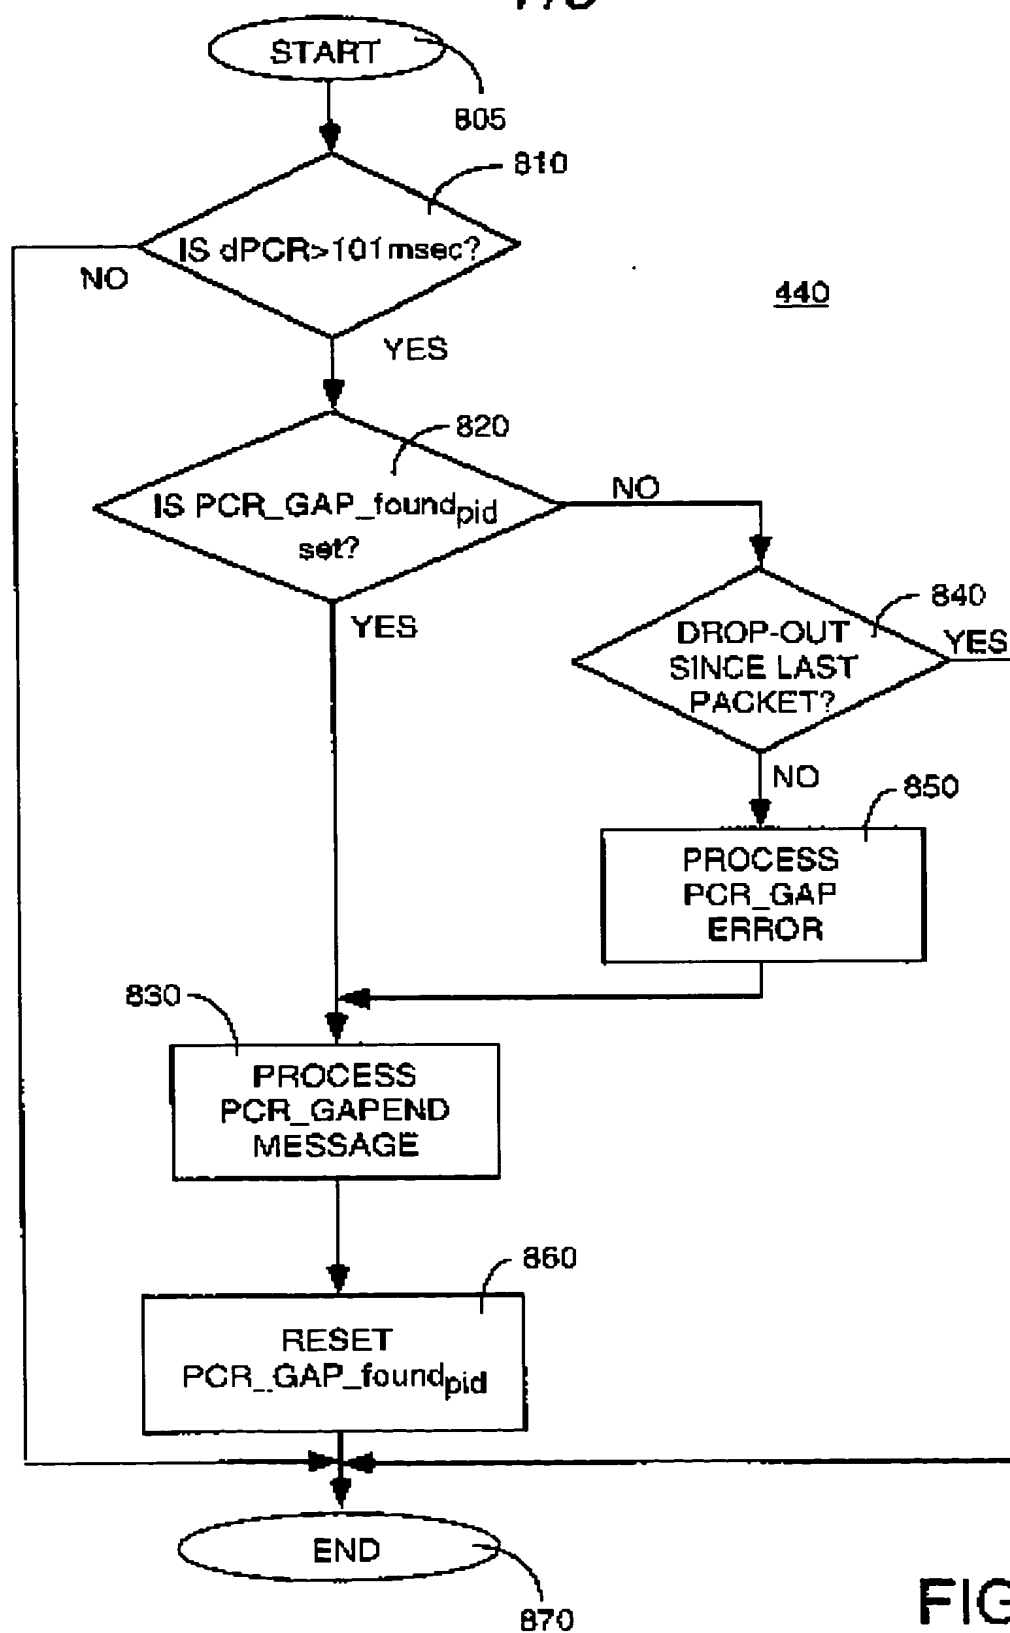 START
805
810
IS dPCR>101msec?
NO
440
YES
820
IS PCR_GAP_foundpid
set?
NO
840
DROP-OUT
SINCE LAST
PACKET?
YES
YES
NO
850
PROCESS
PCR_GAP
ERROR
830
PROCESS
PCR_GAPEND
MESSAGE
860
RESET
PCR_GAP_foundpid
END
870
FIG